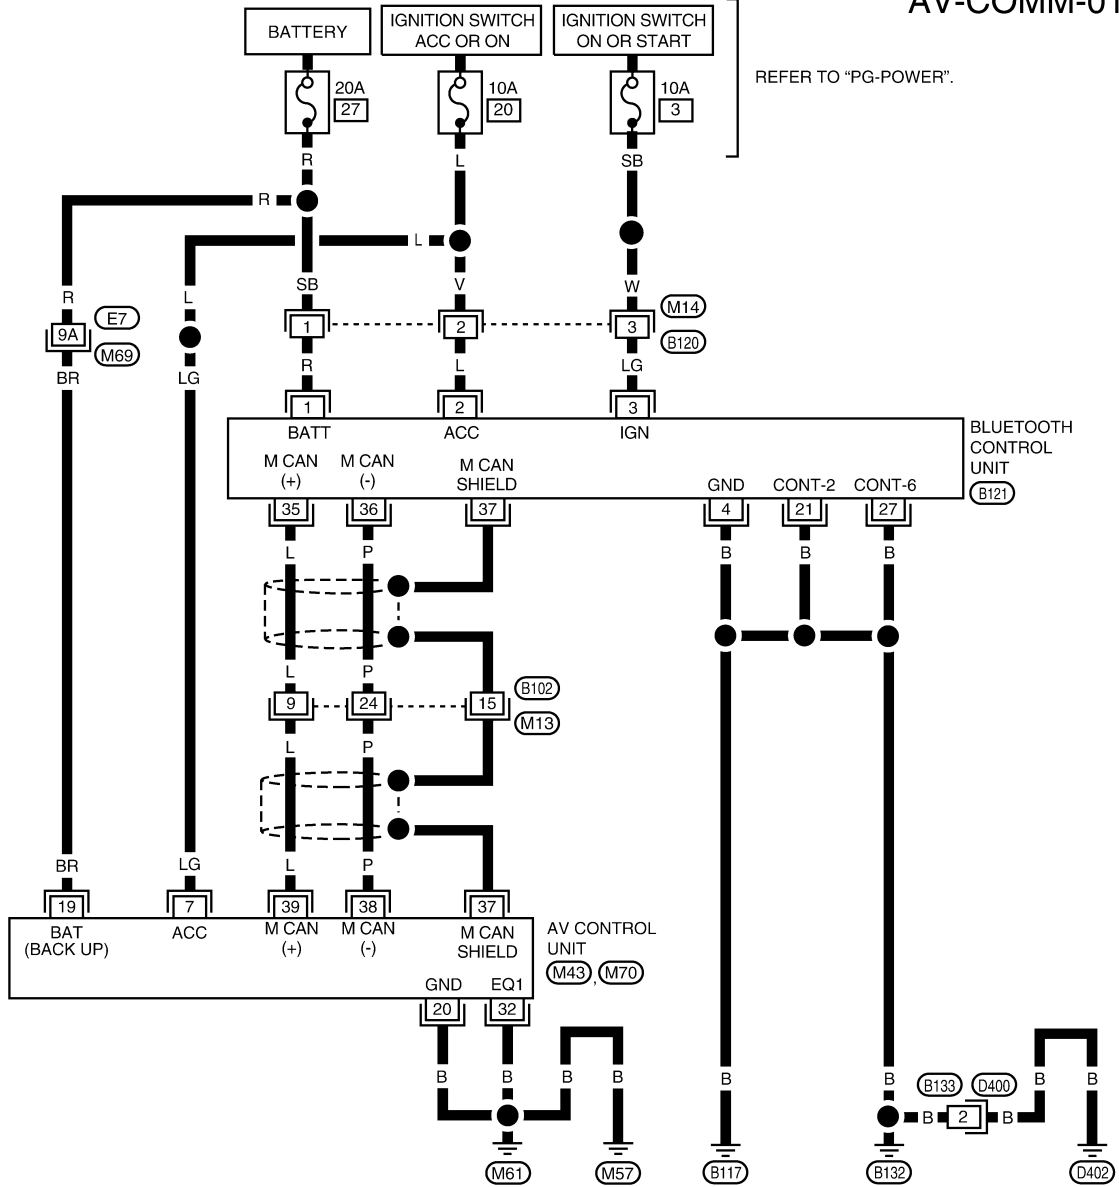 AV-COMM-01
BATTERY
IGNITION SWITCH
ACC OR ON
IGNITION SWITCH
ON OR START
REFER TO “PG-POWER”.
20A
27
10A
20
10A
3
R
L
SB
R
L
SB
V
W
R
L
E7
M69
9A
1
2
3
M14
B120
BR
LG
R
L
LG
1
2
3
BATT
ACC
IGN
BLUETOOTH
CONTROL
UNIT
B121
M CAN
(+)
M CAN
(-)
M CAN
SHIELD
GND
CONT-2
CONT-6
35
36
37
4
21
27
L
P
B
B
B
L
P
9
24
15
B102
M13
L
P
BR
LG
L
P
19
7
39
38
37
BAT
(BACK UP)
ACC
M CAN
(+)
M CAN
(-)
M CAN
SHIELD
AV CONTROL
UNIT
M43 , M70
GND
EQ1
20
32
B
B
B
B
B
B
B133
D400
B
B
B
2
B
M61
M57
B117
B132
D402